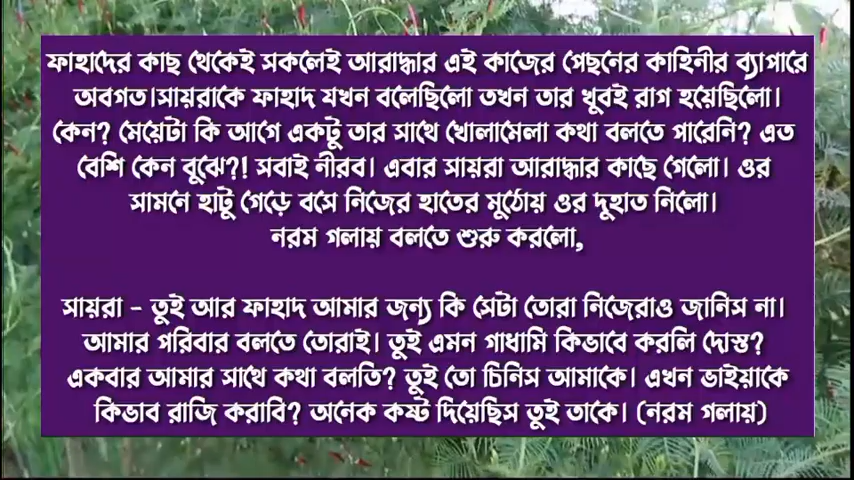 ফাহাদের কাছ থেকেই সকলেই আরাদ্ধার এই কাজের পেছনের কাহিনীর ব্যাপারে
অবগত।সায়রাকে ফাহাদ যখন বলেছিলো তখন তার খুবই রাগ হয়েছিলো।
কেন? মেয়েটা কি আগে একটু তার সাথে খোলামেলা কথা বলতে পারেনি? এত
বেশি কেন বুঝে?! সবাই নীরব। এবার সায়রা আরাদ্ধার কাছে গেলো। ওর
সামনে হাটু গেড়ে বসে নিজের হাতের মুঠোয় ওর দুহাত নিলো।
নরম গলায় বলতে শুরু করলো,
সায়রা - তুই আর ফাহাদ আমার জন্য কি সেটা তোরা নিজেরাও জানিস না।
আমার পরিবার বলতে তোরাই। তুই এমন গাধামি কিভাবে করলি দোস্ত?
একবার আমার সাথে কথা বলতি? তুই তো চিনিস আমাকে। এখন ভাইয়াকে
কিভাব রাজি করাবি? অনেক কষ্ট দিয়েছিস তুই তাকে। (নরম গলায়)